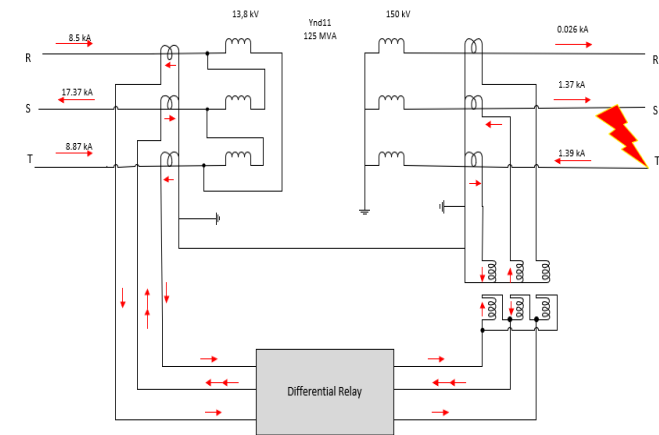 13,8 kV
Ynd11
125 MVA
150 kV
8.5 kA
0.026 kA
R
R
17.37 kA
1.37 kA
S
S
8.87 kA
1.39 kA
T
T
Differential Relay